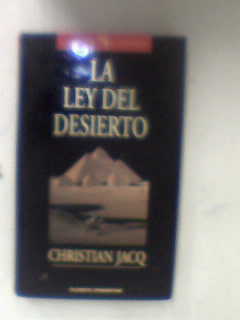 LA
LEY DEL
DESIERTO
CHRISTIAN JACQ